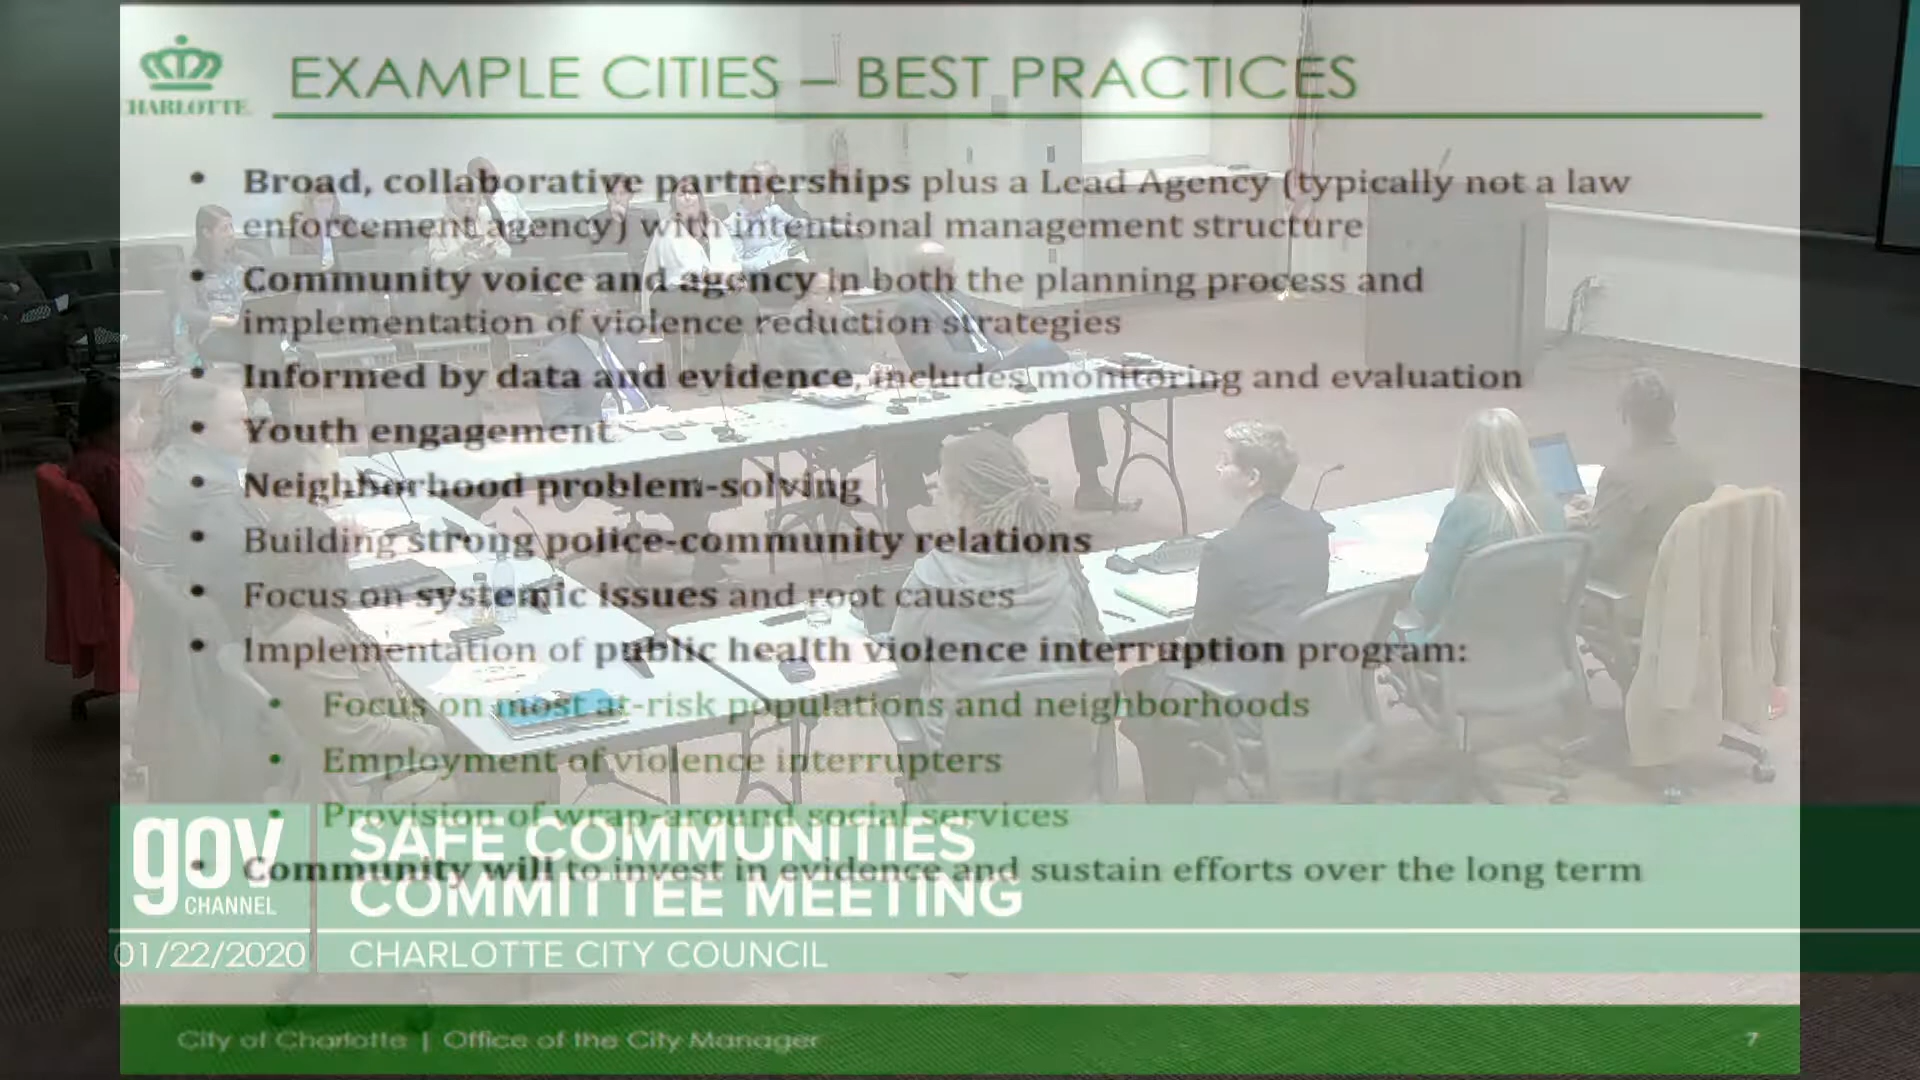 CHARLOTTE
EXAMPLE CITIES – BEST PRACTICES
• Broad, collaborative partnerships plus a Lead Agency (typically not a law
enforcement agency) with intentional management structure
• Community voice and agency in both the planning process and
implementation of violence reduction strategies
• Informed by data and evidence, includes monitoring and evaluation
• Youth engagement
• Neighborhood problem-solving
• Building strong police-community relations
• Focus on systemic issues and root causes
• Implementation of public health violence interruption program:
• Focus on most at-risk populations and neighborhoods
• Employment of violence interrupters
• Provision of wrap-around social services
• Community will to invest in evidence and sustain efforts over the long term
gov
CHANNEL
01/22/2020
SAFE COMMUNITIES
COMMITTEE MEETING
CHARLOTTE CITY COUNCIL
City of Charlotte | Office of the City Manager
7